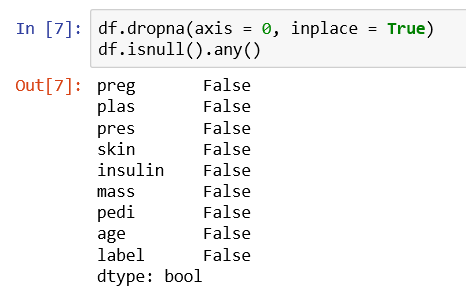 In [7]: df.dropna(axis = 0, inplace = True)
df.isnull().any()
Out[7]: preg False
plas False
pres False
skin False
insulin False
mass False
pedi False
age False
label False
dtype: bool